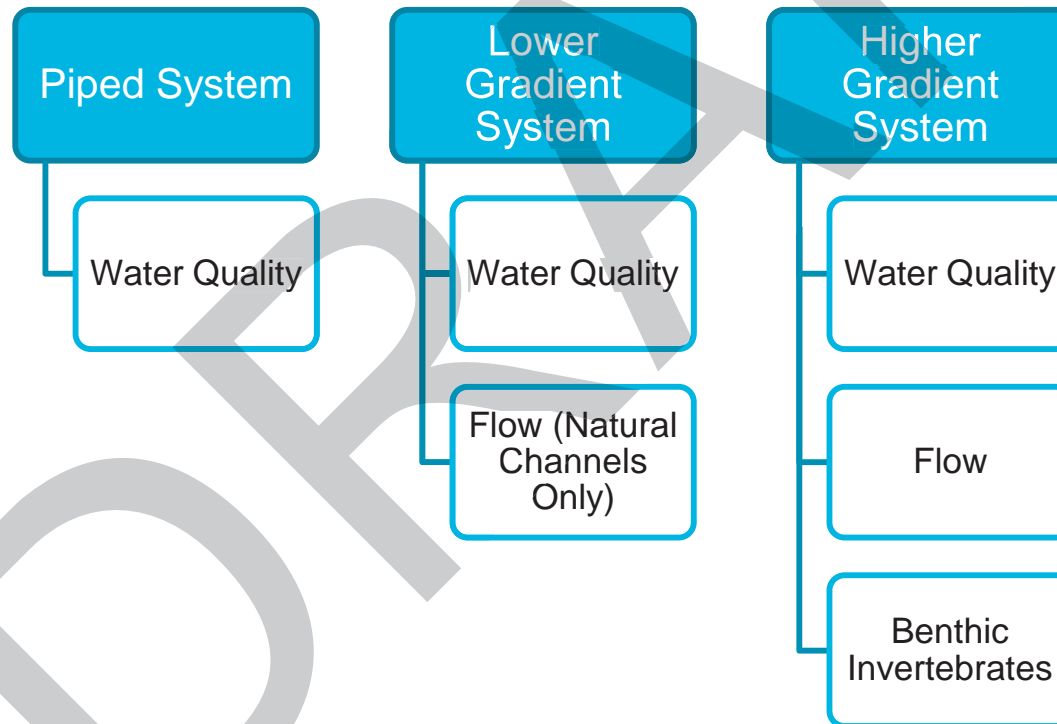 Piped System
Water Quality
Lower
Gradient
System
Water Quality
Flow (Natural
Channels
Only)
Higher
Gradient
System
Water Quality
Flow
Benthic
Invertebrates
DRA